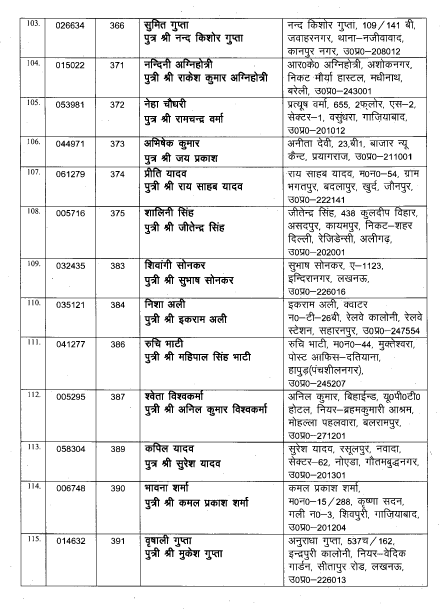 103. 026634 366 सुमित गुप्ता नन्द किशोर गुप्ता, 109/141 बी,
पुत्र श्री नन्द किशोर गुप्ता जवाहरनगर, थाना-नजीवाबाद,
कानपुर नगर, उ0प्र0-208012
104. 015022 371 नन्दिनी अग्निहोत्री आर0के0 अग्निहोत्री, अशोकनगर,
पुत्री श्री राकेश कुमार अग्निहोत्री निकट मौर्या हास्टल, मधीनाथ,
बरेली, उ0प्र0-243001
105. 053981 372 नेहा चौधरी प्रत्यूष वर्मा, 655, 2फ्लोर, एस-2,
पुत्र श्री रामचन्द्र वर्मा सेक्टर-1, वसुंधरा, गाज़ियाबाद,
उ0प्र0-201012
106. 044971 373 अभिषेक कुमार अनीता देवी, 23,बी1, बाजार न्यू
पुत्र श्री जय प्रकाश कैन्ट, प्रयागराज, उ0प्र0-211001
107. 061279 374 प्रीति यादव राय साहब यादव, म0न0-54, ग्राम
पुत्री श्री राय साहब यादव भगतपुर, बदलापुर, खुर्द, जौनपुर,
उ0प्र0-222141
108. 005716 375 शालिनी सिंह जीतेन्द्र सिंह, 438 कुलदीप विहार,
पुत्री श्री जीतेन्द्र सिंह असदपुर, कायमपुर, निकट-शहर
दिल्ली, रेजिडेन्सी, अलीगढ़,
उ0प्र0-202001
109. 032435 383 शिवांगी सोनकर सुभाष सोनकर, ए-1123,
पुत्री श्री सुभाष सोनकर इन्दिरानगर, लखनऊ,
उ0प्र0-226016
110. 035121 384 निशा अली इकराम अली, क्वाटर
पुत्री श्री इकराम अली न0-टी-26बी, रेलवे कालोनी, रेलवे
स्टेशन, सहारनपुर, उ0प्र0-247554
111. 041277 386 रुचि भाटी रुचि भाटी, म0न0-44, मुक्तेश्वरा,
पुत्री श्री महिपाल सिंह भाटी पोस्ट आफिस-दतियाना,
हापुड़(पंचशीलनगर),
उ0प्र0-245207
112. 005295 387 श्वेता विश्वकर्मा अनिल कुमार, बिहाईन्ड, यू0पी0टी0
पुत्री श्री अनिल कुमार विश्वकर्मा होटल, नियर-ब्रहमकुमारी आश्रम,
मोहल्ला पहलवारा, बलरामपुर,
उ0प्र0-271201
113. 058304 389 कपिल यादव सुरेश यादव, रसूलपुर, नवादा,
पुत्र श्री सुरेश यादव सेक्टर-62, नोएडा, गौतमबुद्धनगर,
उ0प्र0-201301
114. 006748 390 भावना शर्मा कमल प्रकाश शर्मा,
पुत्री श्री कमल प्रकाश शर्मा म0न0-15/288, कृष्णा सदन,
गली न0-3, शिवपुरी, गाज़ियाबाद,
उ0प्र0-201204
115. 014632 391 वृषाली गुप्ता अनुराधा गुप्ता, 537च/162,
पुत्री श्री मुकेश गुप्ता इन्द्रपुरी कालोनी, नियर-वेदिक
गार्डन, सीतापुर रोड, लखनऊ,
उ0प्र0-226013